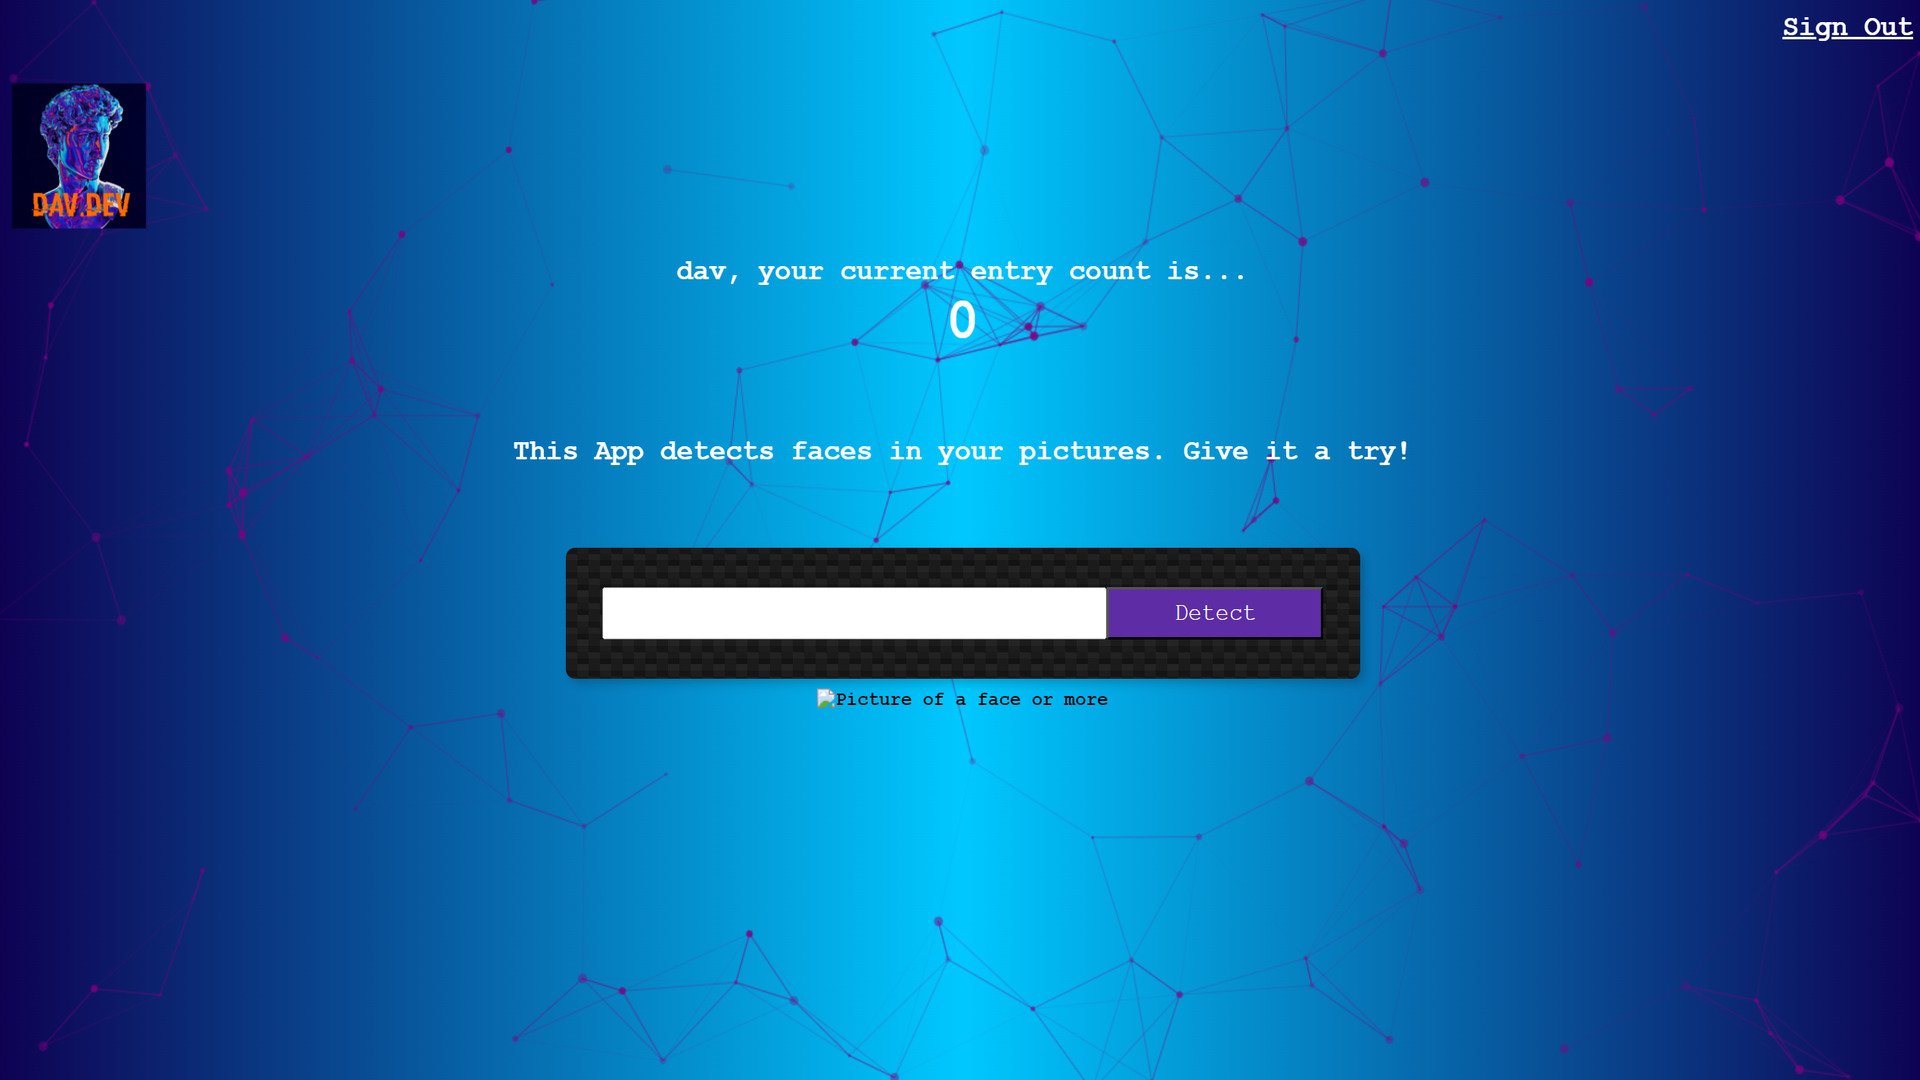 Sign Out
DAV.DEV
dav, your current entry count is...
0
This App detects faces in your pictures. Give it a try!
Detect
Picture of a face or more